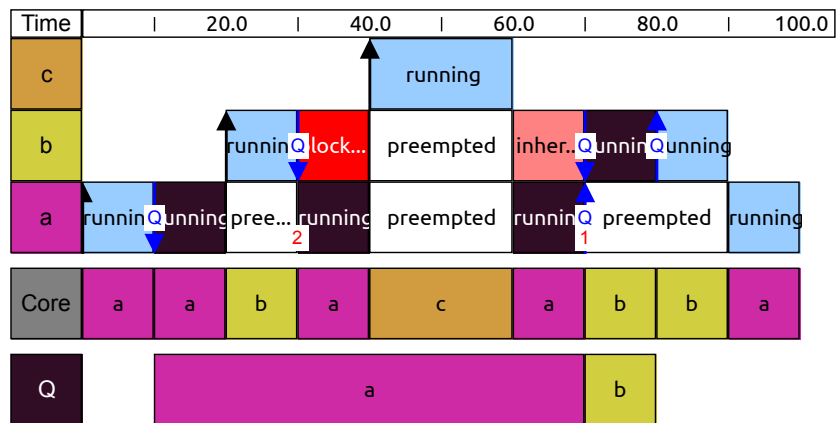 Time | 20.0 | 40.0 | 60.0 | 80.0 | 100.0
c running
b runnin Q lock... preempted inher.. Q unnin Q unning
a runnin Q unning pree... running preempted runnin Q preempted running
2 1
Core a a b a c a b b a
Q a b